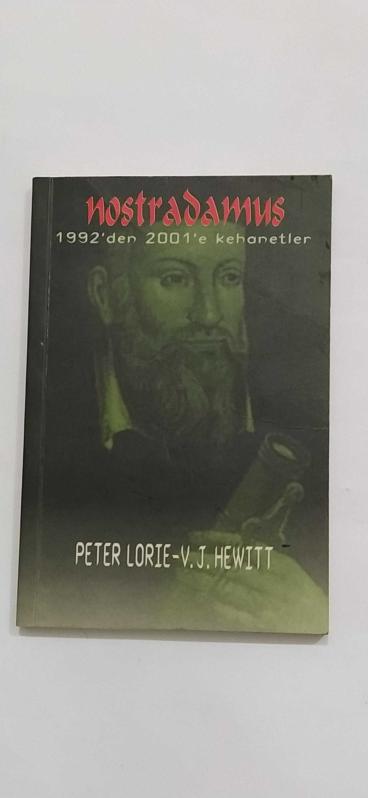 nostradamus
1992'den 2001'e kehanetler
PETER LORIE-V.J. HEWITT